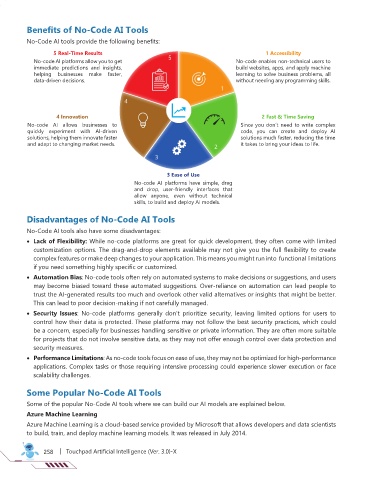 Benefits of No-Code AI Tools
No-Code AI tools provide the following benefits:
5 Real-Time Results
No-code AI platforms allow you to get
immediate predictions and insights,
helping businesses make faster,
data-driven decisions.
1 Accessibility
No-code enables non-technical users to
build websites, apps, and apply machine
learning to solve business problems, all
without needing any programming skills.
5
1
4
2
3
4 Innovation
No-code AI allows businesses to
quickly experiment with AI-driven
solutions, helping them innovate faster
and adapt to changing market needs.
2 Fast & Time Saving
Since you don't need to write complex
code, you can create and deploy AI
solutions much faster, reducing the time
it takes to bring your ideas to life.
3 Ease of Use
No-code AI platforms have simple, drag
and drop, user-friendly interfaces that
allow anyone, even without technical
skills, to build and deploy AI models.
Disadvantages of No-Code AI Tools
No-Code AI tools also have some disadvantages:
• Lack of Flexibility: While no-code platforms are great for quick development, they often come with limited
customization options. The drag-and-drop elements available may not give you the full flexibility to create
complex features or make deep changes to your application. This means you might run into functional limitations
if you need something highly specific or customized.
• Automation Bias: No-code tools often rely on automated systems to make decisions or suggestions, and users
may become biased toward these automated suggestions. Over-reliance on automation can lead people to
trust the AI-generated results too much and overlook other valid alternatives or insights that might be better.
This can lead to poor decision-making if not carefully managed.
• Security Issues: No-code platforms generally don't prioritize security, leaving limited options for users to
control how their data is protected. These platforms may not follow the best security practices, which could
be a concern, especially for businesses handling sensitive or private information. They are often more suitable
for projects that do not involve sensitive data, as they may not offer enough control over data protection and
security measures.
• Performance Limitations: As no-code tools focus on ease of use, they may not be optimized for high-performance
applications. Complex tasks or those requiring intensive processing could experience slower execution or face
scalability challenges.
Some Popular No-Code AI Tools
Some of the popular No-Code AI tools where we can build our AI models are explained below.
Azure Machine Learning
Azure Machine Learning is a cloud-based service provided by Microsoft that allows developers and data scientists
to build, train, and deploy machine learning models. It was released in July 2014.
258 | Touchpad Artificial Intelligence (Ver. 3.0)-X